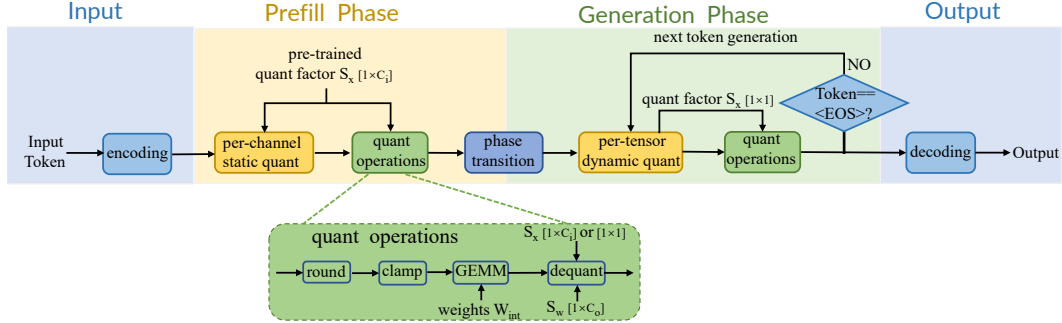 Input
Prefill Phase
Generation Phase
Output
pre-trained
quant factor Sₓ [1×Cᵢ]
next token generation
NO
Token==
<EOS>?
quant factor Sₓ [1×1]
Input
Token
encoding
per-channel
static quant
quant
operations
phase
transition
per-tensor
dynamic quant
quant
operations
decoding
Output
quant operations
Sₓ [1×Cᵢ] or [1×1]
round
clamp
GEMM
dequant
weights W_int
S_w [1×Cₒ]